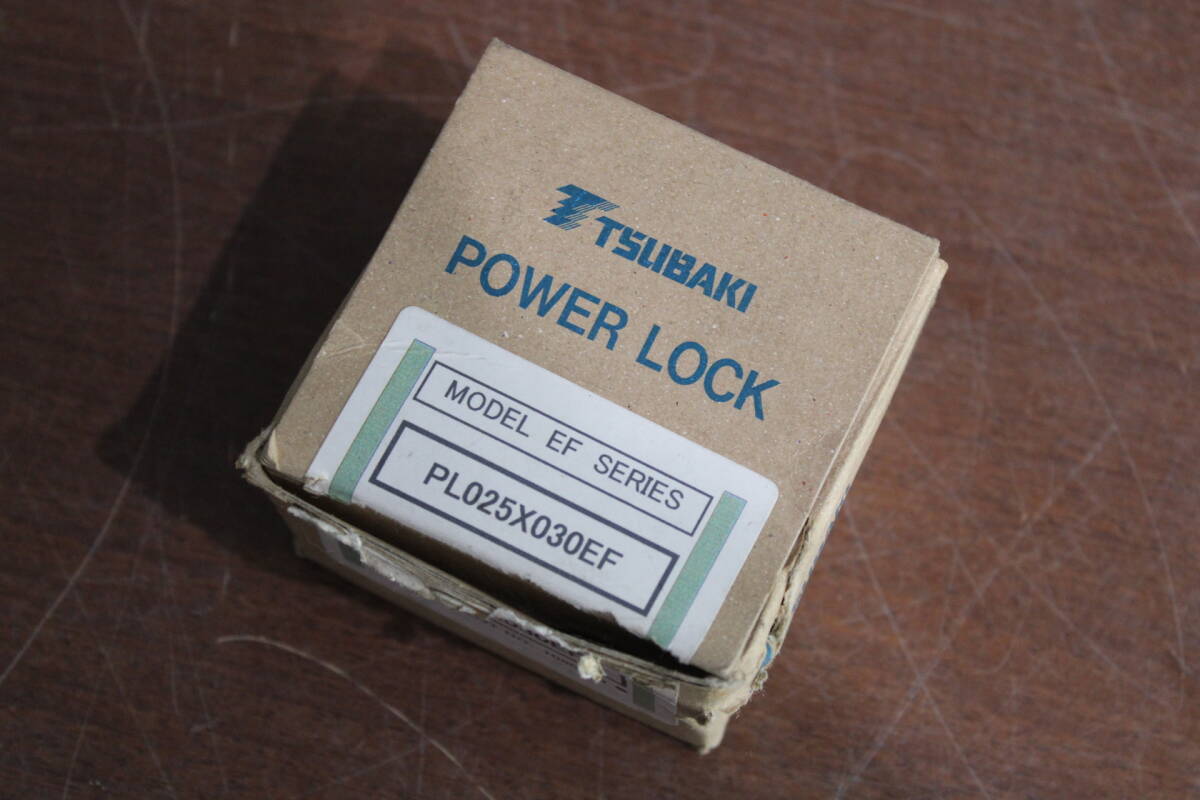 TSUBAKI
POWER LOCK
MODEL EF SERIES
PL025X030EF